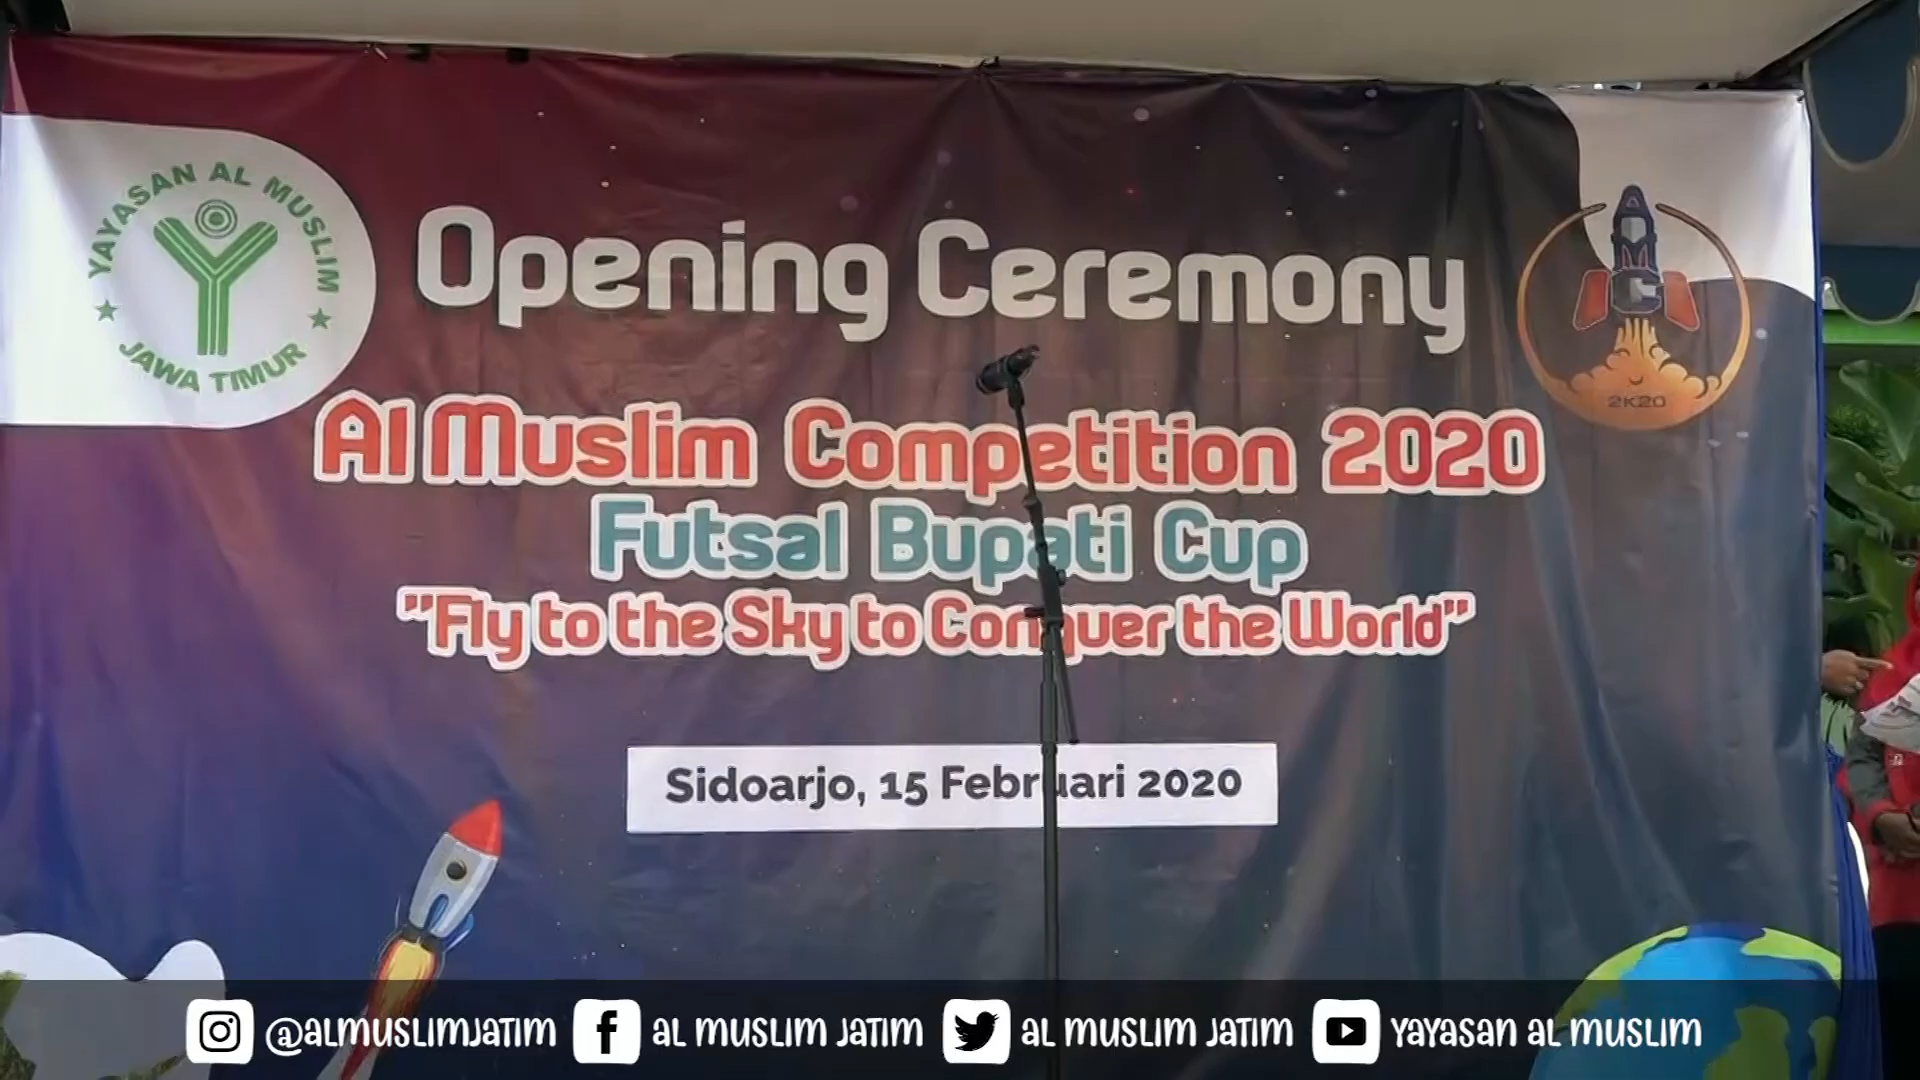 YAYASAN AL MUSLIM
JAWA TIMUR
Opening Ceremony
AMC
2K20
Al Muslim Competition 2020
Futsal Bupati Cup
"Fly to the Sky to Conquer the World"
Sidoarjo, 15 Februari 2020
@ALMUSLIMJATIM
AL MUSLIM JATIM
AL MUSLIM JATIM
YAYASAN AL MUSLIM